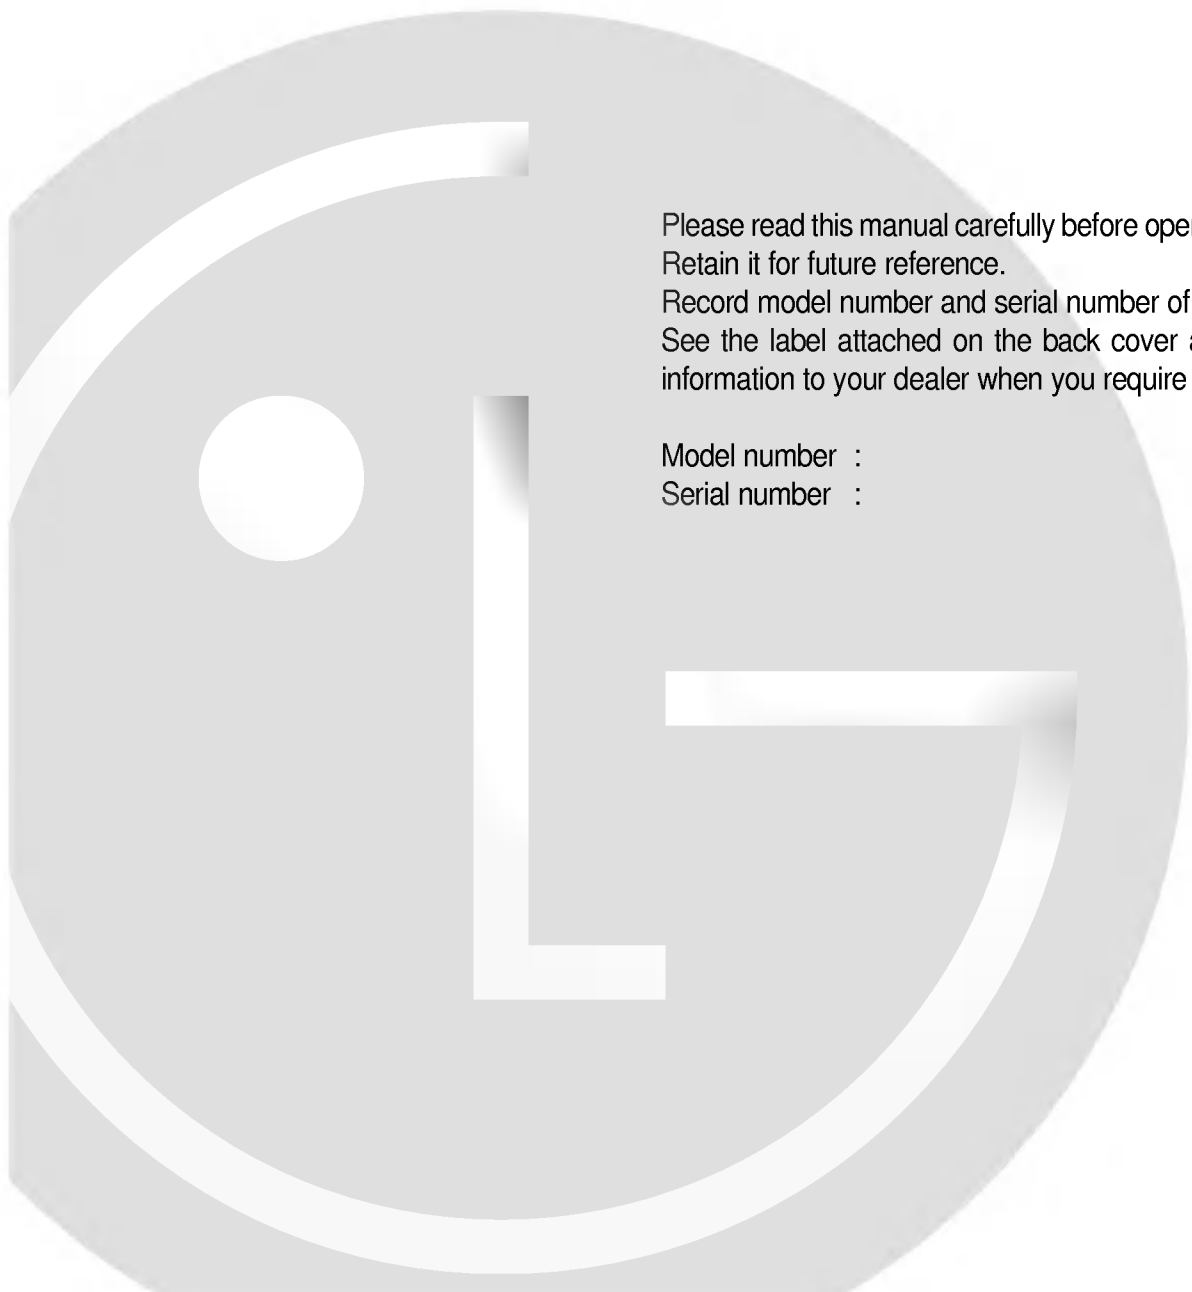 Please read this manual carefully before oper
Retain it for future reference.
Record model number and serial number of
See the label attached on the back cover a
information to your dealer when you require
Model number :
Serial number :